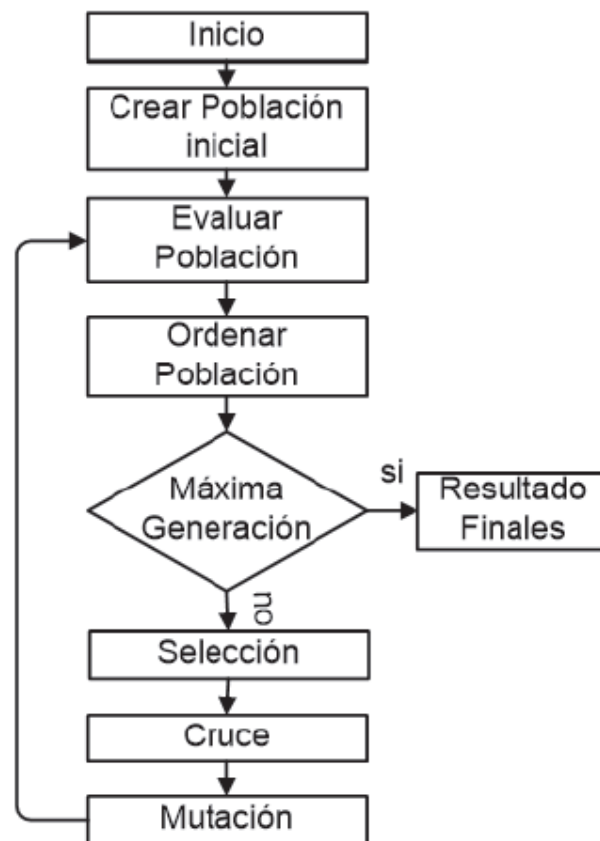 Inicio
Crear Población
inicial
Evaluar
Población
Ordenar
Población
Máxima
Generación
si
Resultado
Finales
no
Selección
Cruce
Mutación